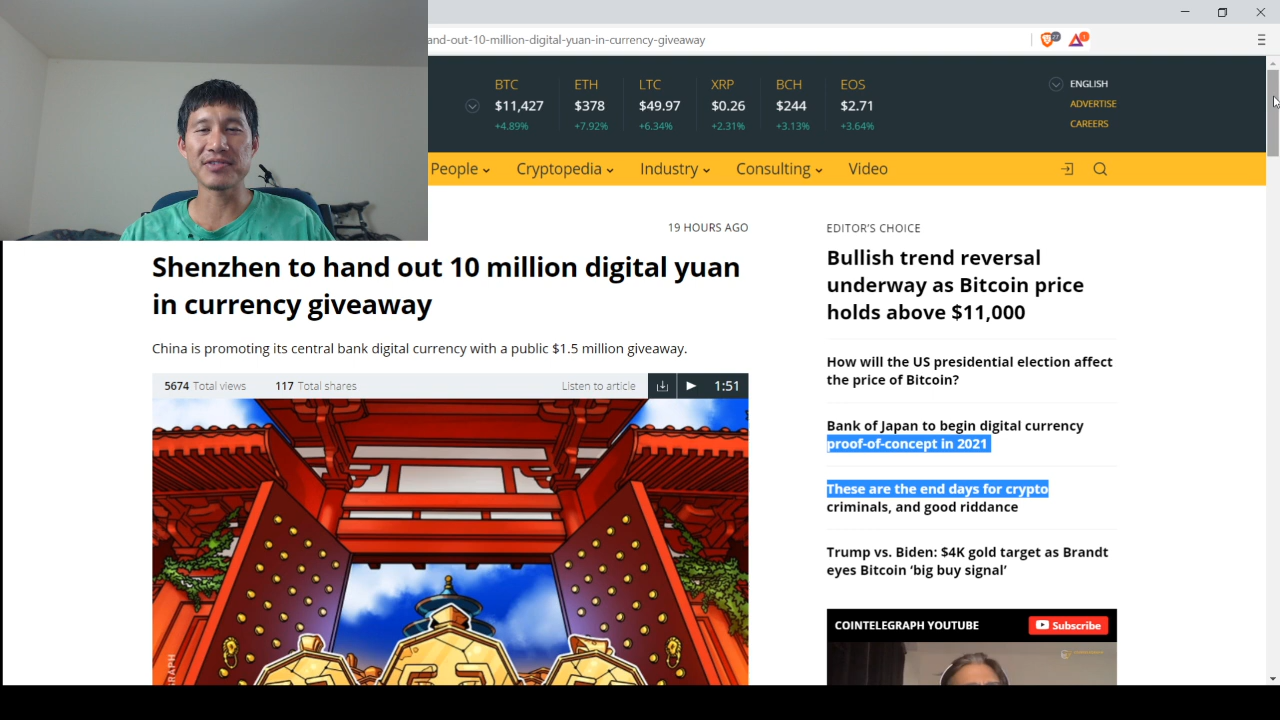 and-out-10-million-digital-yuan-in-currency-giveaway
27
1
BTC ETH LTC XRP BCH EOS
$11,427 $378 $49.97 $0.26 $244 $2.71
+4.89% +7.92% +6.34% +2.31% +3.13% +3.64%
ENGLISH
ADVERTISE
CAREERS
People Cryptopedia Industry Consulting Video
19 HOURS AGO
Shenzhen to hand out 10 million digital yuan
in currency giveaway
China is promoting its central bank digital currency with a public $1.5 million giveaway.
5674 Total views 117 Total shares Listen to article 1:51
GRAPH
EDITOR'S CHOICE
Bullish trend reversal
underway as Bitcoin price
holds above $11,000
How will the US presidential election affect
the price of Bitcoin?
Bank of Japan to begin digital currency
proof-of-concept in 2021
These are the end days for crypto
criminals, and good riddance
Trump vs. Biden: $4K gold target as Brandt
eyes Bitcoin ‘big buy signal’
COINTELEGRAPH YOUTUBE Subscribe